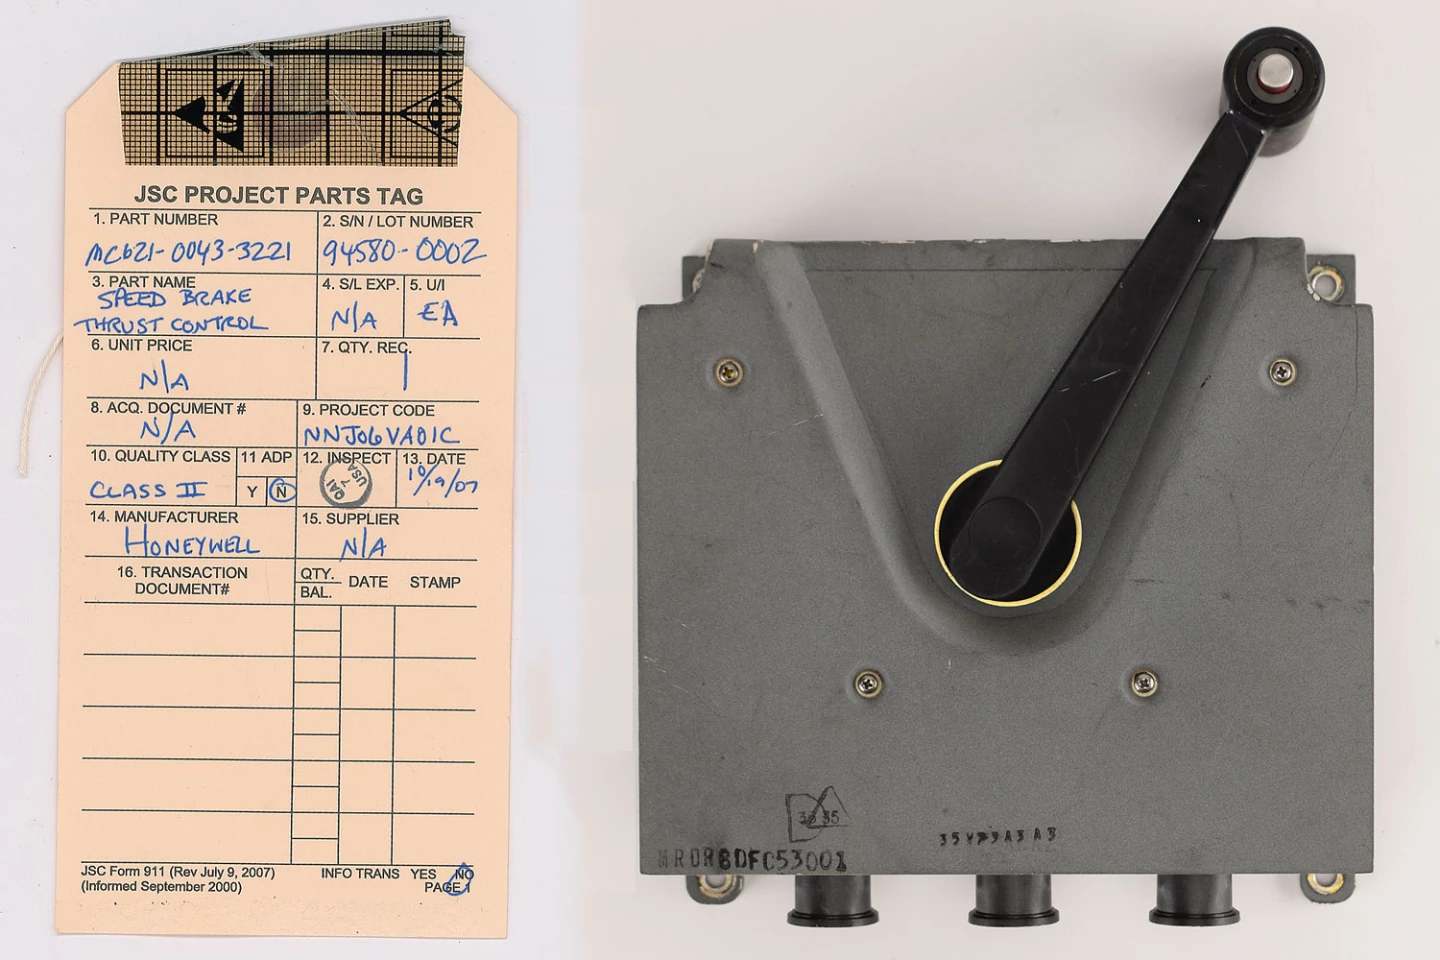 JSC PROJECT PARTS TAG
1. PART NUMBER
MC621-0043-3221
2. S/N / LOT NUMBER
94580-0002
3. PART NAME
SPEED BRAKE
THRUST CONTROL
4. S/L EXP.
N/A
5. U/I
EA
6. UNIT PRICE
N/A
7. QTY. REC.
1
8. ACQ. DOCUMENT #
N/A
9. PROJECT CODE
NNJ06VA01C
10. QUALITY CLASS
CLASS II
11 ADP
Y N
12. INSPECT
QAI
7
USA
13. DATE
10/19/07
14. MANUFACTURER
HONEYWELL
15. SUPPLIER
N/A
16. TRANSACTION
DOCUMENT#
QTY.
BAL.
DATE
STAMP
JSC Form 911 (Rev July 9, 2007)
(Informed September 2000)
INFO TRANS YES NO
PAGE 1